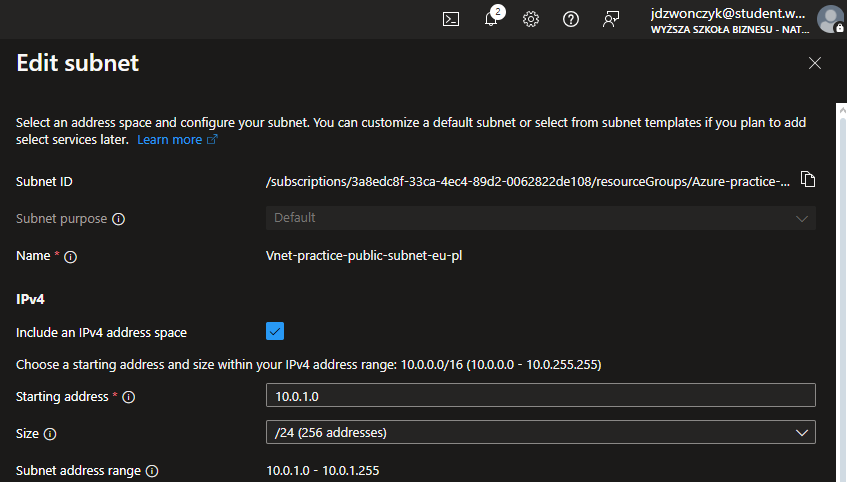 2
jdzwonczyk@student.w...
WYŻSZA SZKOŁA BIZNESU - NAT...
Edit subnet
Select an address space and configure your subnet. You can customize a default subnet or select from subnet templates if you plan to add
select services later. Learn more
Subnet ID /subscriptions/3a8edc8f-33ca-4ec4-89d2-0062822de108/resourceGroups/Azure-practice-...
Subnet purpose Default
Name * Vnet-practice-public-subnet-eu-pl
IPv4
Include an IPv4 address space
Choose a starting address and size within your IPv4 address range: 10.0.0.0/16 (10.0.0.0 - 10.0.255.255)
Starting address * 10.0.1.0
Size /24 (256 addresses)
Subnet address range 10.0.1.0 - 10.0.1.255